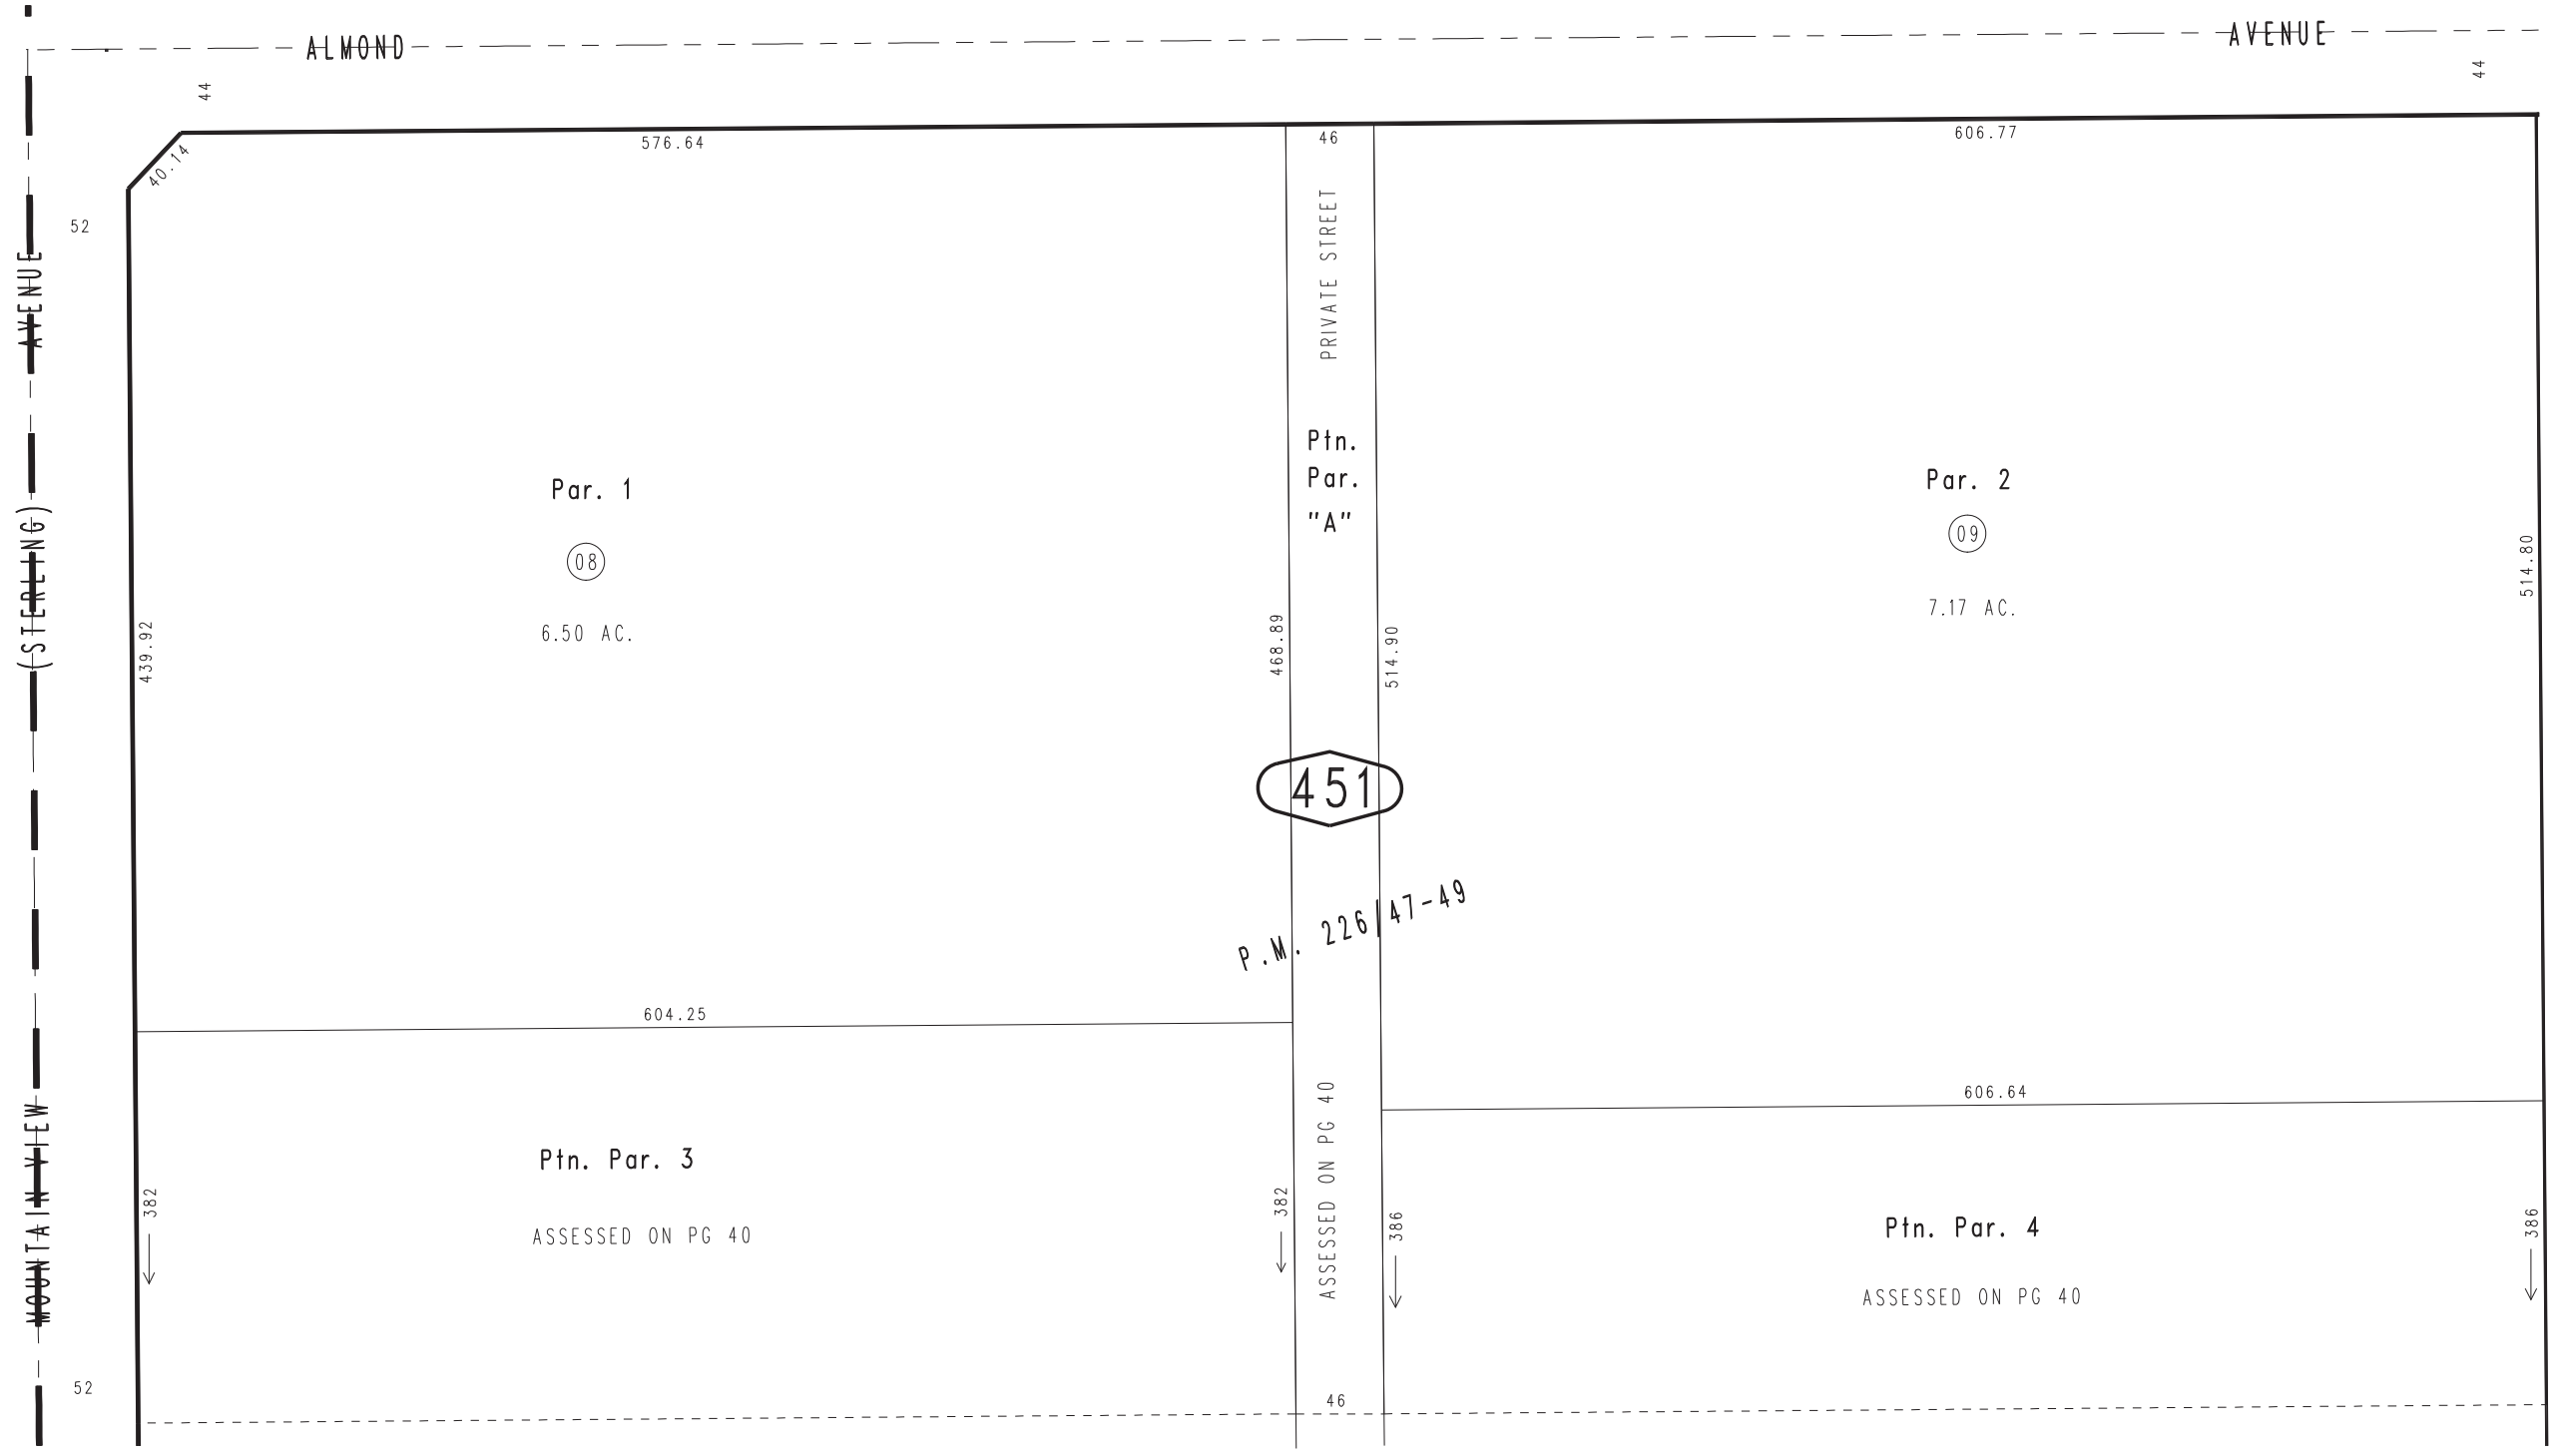 ALMOND AVENUE
44
44
576.64
46
606.77
40.14
52
AVENUE
PRIVATE STREET
Ptn.
Par.
"A"
Par. 1
08
6.50 AC.
Par. 2
09
7.17 AC.
(STERLING)
439.92
468.89
514.90
514.80
451
P.M. 226/47-49
604.25
606.64
MOUNTAIN VIEW
Ptn. Par. 3
ASSESSED ON PG 40
382
382
ASSESSED ON PG 40
386
Ptn. Par. 4
ASSESSED ON PG 40
386
52
46